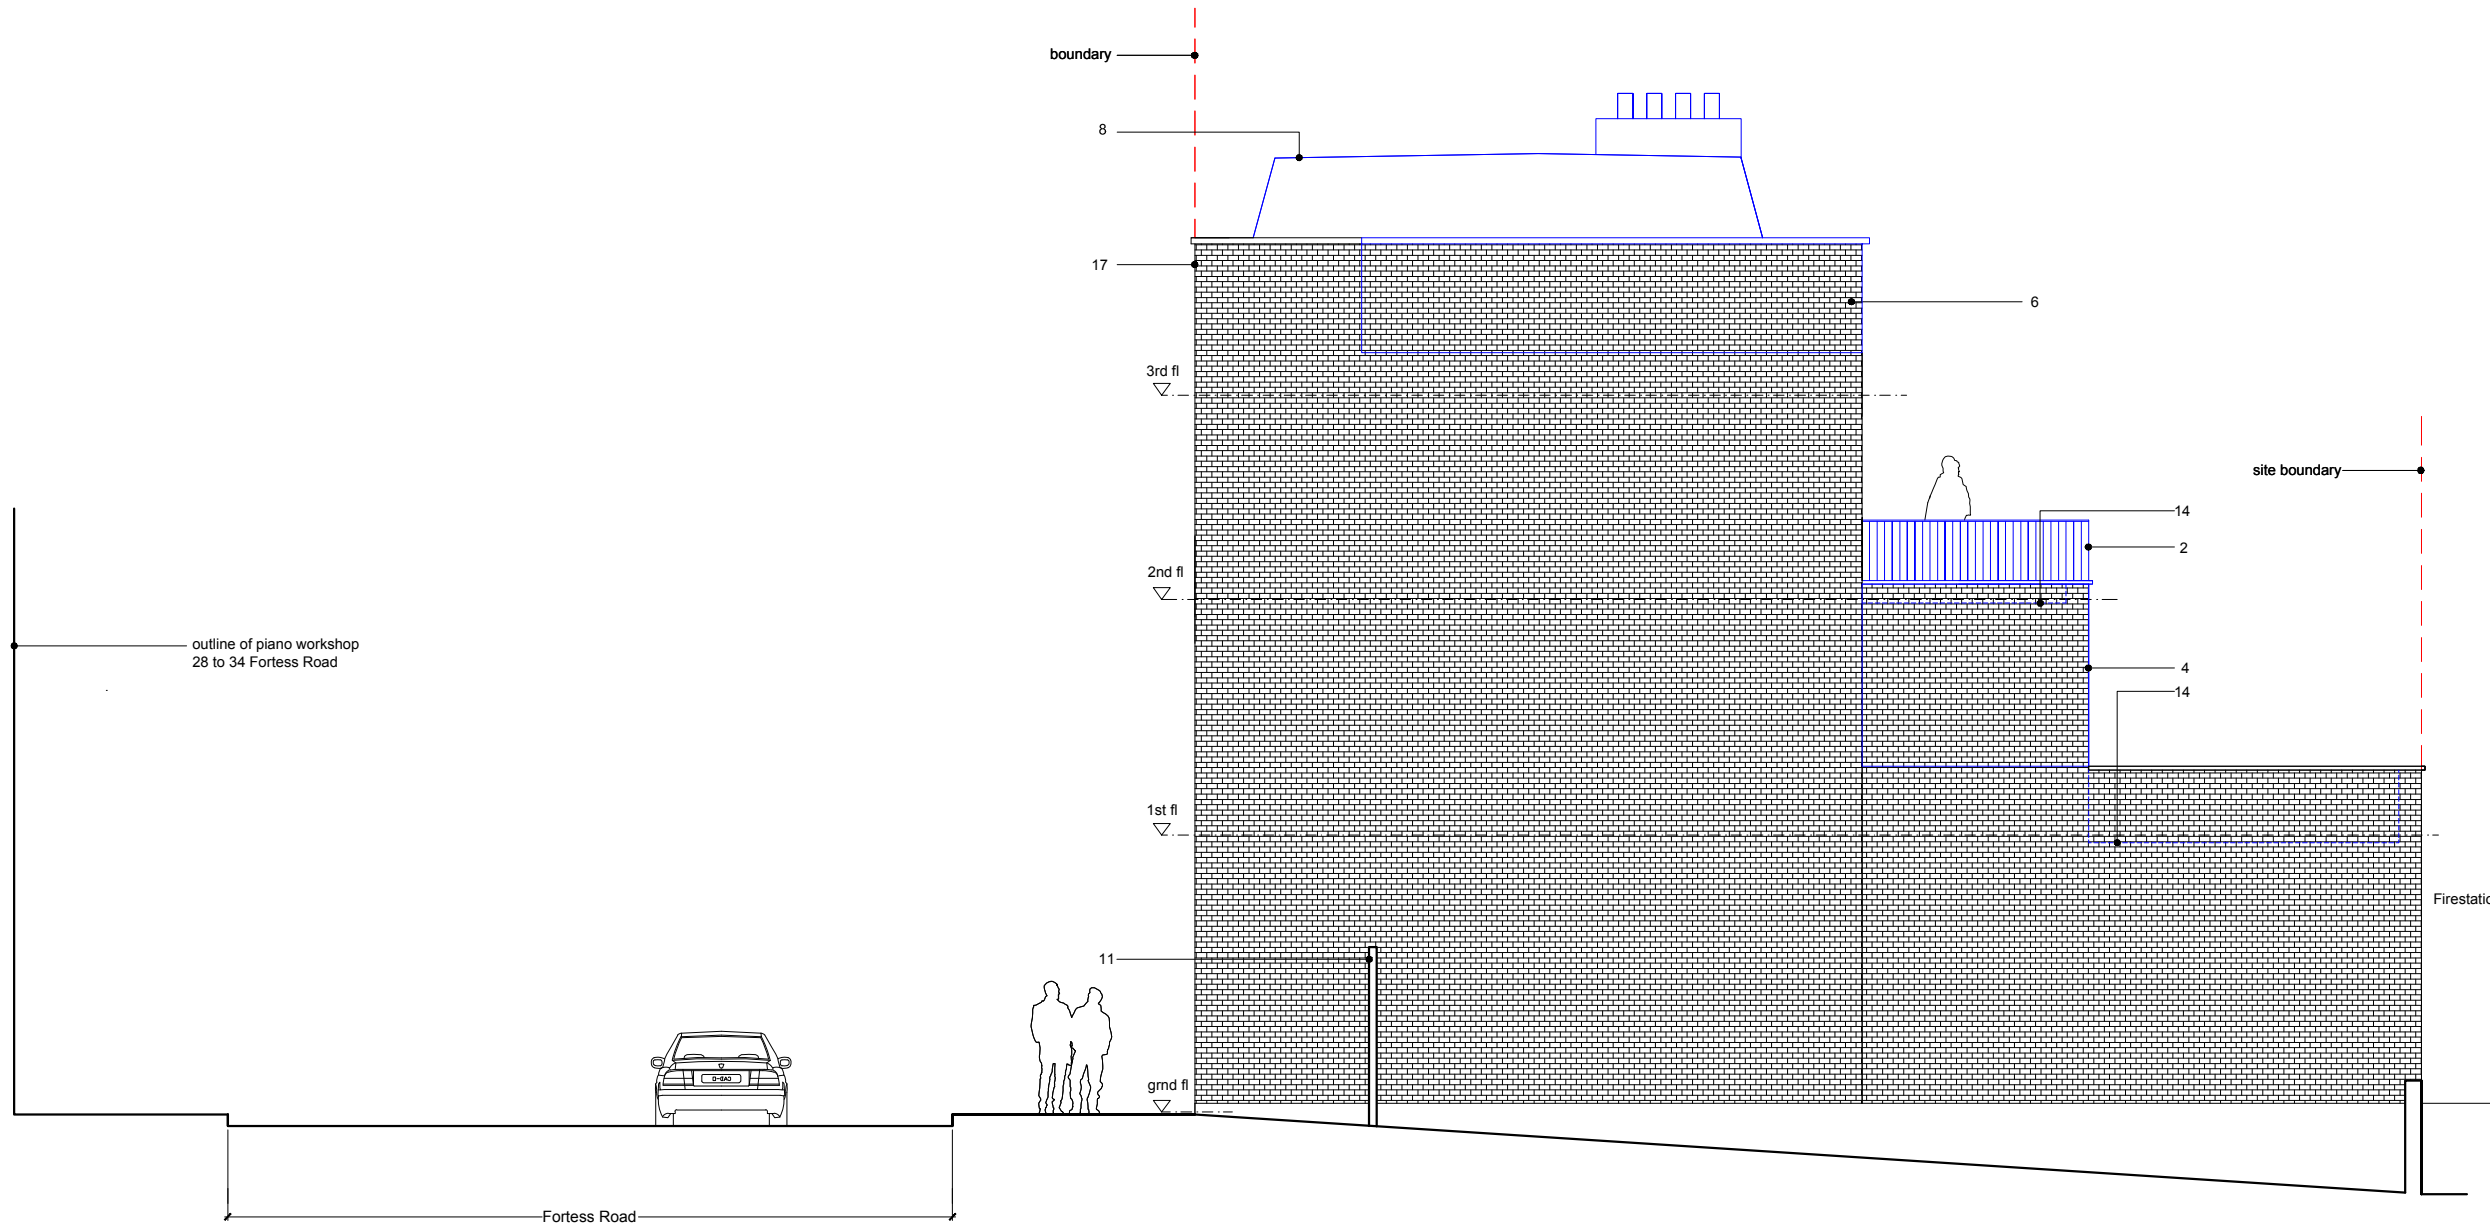 boundary
8
17
6
3rd fl
site boundary
14
2
2nd fl
outline of piano workshop
28 to 34 Fortess Road
4
14
1st fl
Firestatio
11
grnd fl
Fortess Road